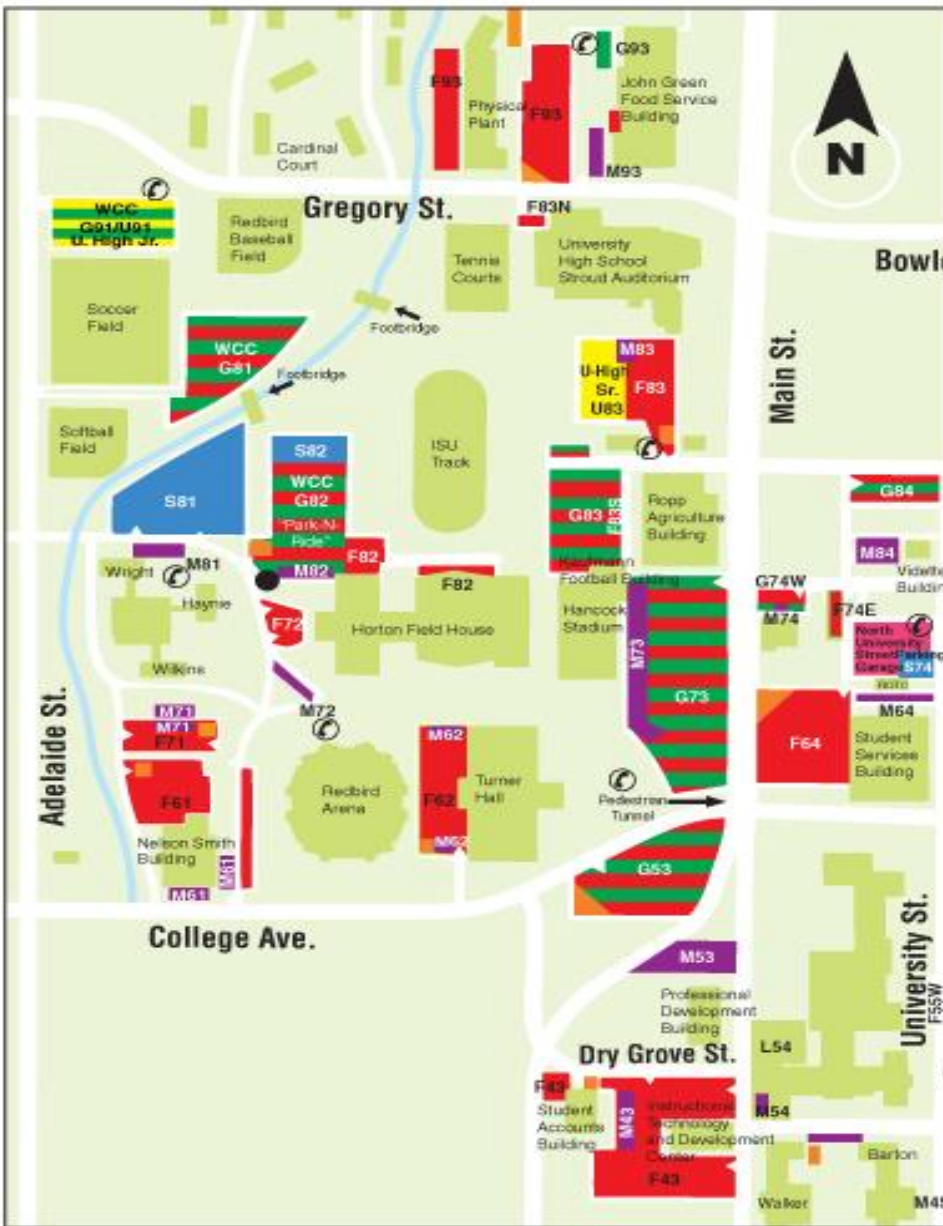 G93
F93
Physical
Plant
F93
John Green
Food Service
Building
M93
Cardinal
Court
N
WCC
G91/U91
U. High Jr.
Gregory St.
F83N
Redbird
Baseball
Field
Tennis
Courts
University
High School
Stroud Auditorium
Bowl
Soccer
Field
Footbridge
WCC
G81
Footbridge
Main St.
M83
U-High
Sr.
U83
F83
Softball
Field
ISU
Track
S82
S81
WCC
G82
"Park-N-
Ride"
G83
F83S
Ropp
Agriculture
Building
G84
M81
M82
F82
F82
Kaufmann
Football Building
M84
Vidette
Building
Wright
Haynie
Wilkins
F72
Horton Field House
Hancock
Stadium
M73
G74W
M74
F74E
North
University
Street Parking
Garage
S74
G73
M72
M64
M71
M71
F71
M62
F64
Student
Services
Building
Adelaide St.
F61
Redbird
Arena
F62
Turner
Hall
Pedestrian
Tunnel
Nelson Smith
Building
M61
M61
M62
G53
College Ave.
M53
University St.
F55W
Professional
Development
Building
Dry Grove St.
L54
F43
Student
Accounts
Building
M43
Instructional
Technology
and Development
Center
M54
F43
Barton
Walker